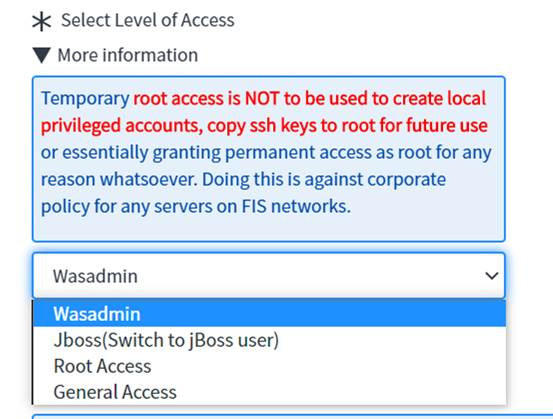 * Select Level of Access
▼ More information
Temporary root access is NOT to be used to create local
privileged accounts, copy ssh keys to root for future use
or essentially granting permanent access as root for any
reason whatsoever. Doing this is against corporate
policy for any servers on FIS networks.
Wasadmin
Wasadmin
Jboss(Switch to jBoss user)
Root Access
General Access